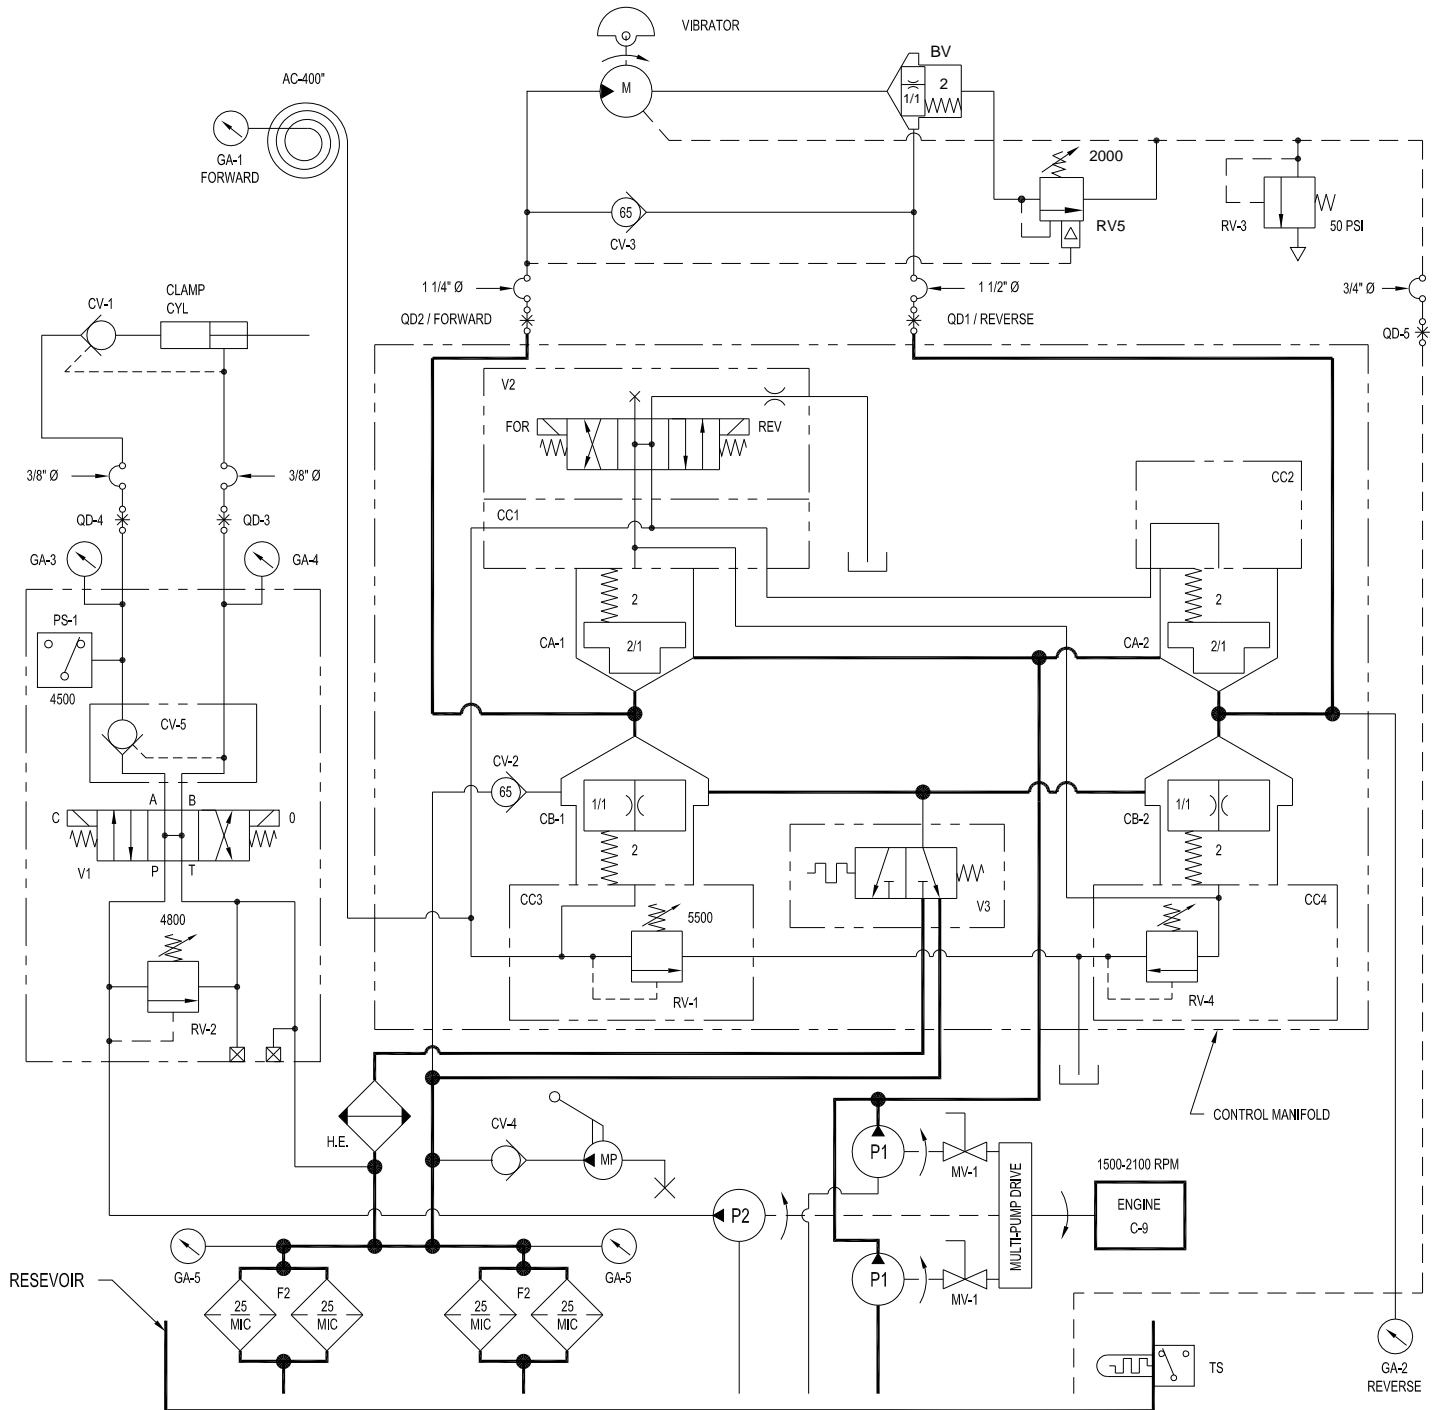 VIBRATOR
BV
AC-400"
M
1/1
2
GA-1
FORWARD
2000
65
CV-3
RV5
RV-3
50 PSI
1 1/4" Ø
1 1/2" Ø
3/4" Ø
CV-1
CLAMP
CYL
QD2 / FORWARD
QD1 / REVERSE
QD-5
V2
FOR
REV
3/8" Ø
3/8" Ø
CC2
QD-4
QD-3
CC1
GA-3
GA-4
2
2
PS-1
CA-1
2/1
CA-2
2/1
4500
CV-5
CV-2
65
1/1
1/1
A
B
C
0
CB-1
CB-2
2
2
V1
P
T
CC3
V3
CC4
4800
5500
RV-2
RV-1
RV-4
CONTROL MANIFOLD
H.E.
CV-4
MP
P1
MV-1
MULTI-PUMP DRIVE
1500-2100 RPM
ENGINE
C-9
P2
GA-5
GA-5
P1
MV-1
RESEVOIR
F2
F2
25
MIC
25
MIC
25
MIC
25
MIC
TS
GA-2
REVERSE